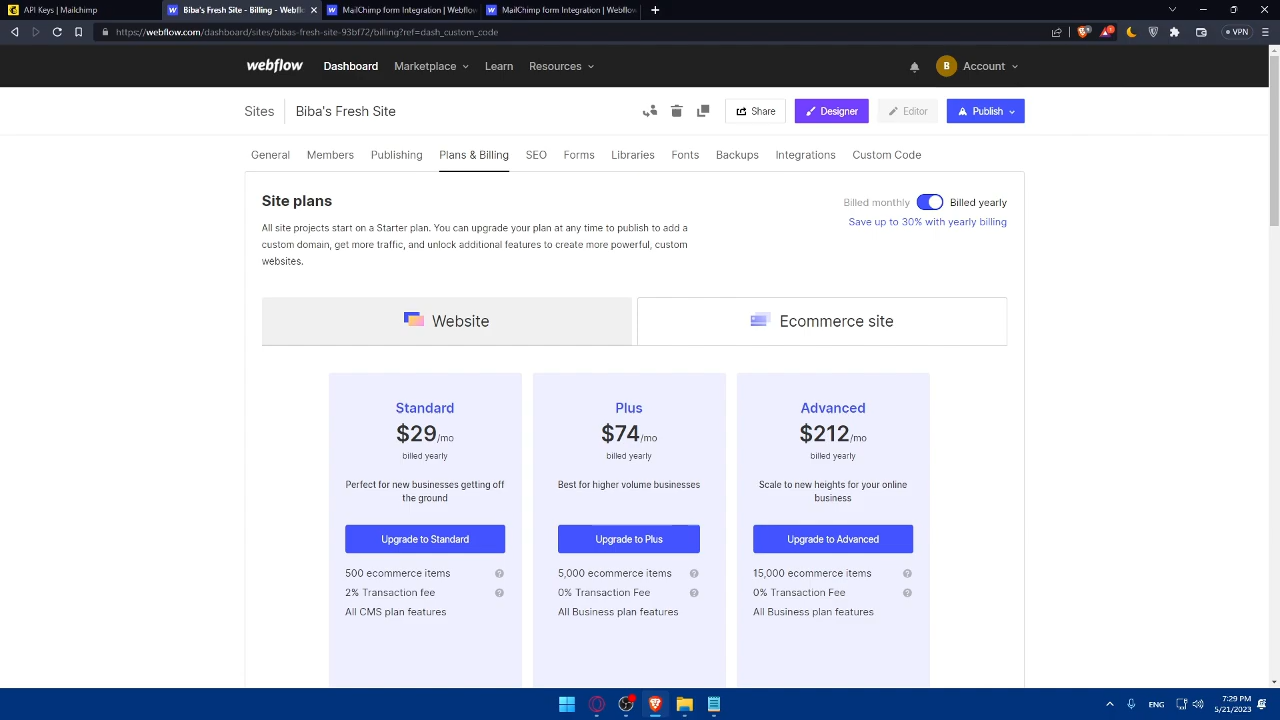 API Keys | Mailchimp
Biba's Fresh Site - Billing - Webfl
MailChimp form Integration | Webflow
MailChimp form Integration | Webflow
https://webflow.com/dashboard/sites/bibas-fresh-site-93bf72/billing?ref=dash_custom_code
VPN
webflow
Dashboard
Marketplace
Learn
Resources
B
Account
Sites
Biba's Fresh Site
Share
Designer
Editor
Publish
General
Members
Publishing
Plans & Billing
SEO
Forms
Libraries
Fonts
Backups
Integrations
Custom Code
Site plans
Billed monthly
Billed yearly
Save up to 30% with yearly billing
All site projects start on a Starter plan. You can upgrade your plan at any time to publish to add a
custom domain, get more traffic, and unlock additional features to create more powerful, custom
websites.
Website
Ecommerce site
Standard
$29/mo
billed yearly
Perfect for new businesses getting off
the ground
Upgrade to Standard
500 ecommerce items
2% Transaction fee
All CMS plan features
Plus
$74/mo
billed yearly
Best for higher volume businesses
Upgrade to Plus
5,000 ecommerce items
0% Transaction Fee
All Business plan features
Advanced
$212/mo
billed yearly
Scale to new heights for your online
business
Upgrade to Advanced
15,000 ecommerce items
0% Transaction Fee
All Business plan features
ENG
7:29 PM
5/21/2023